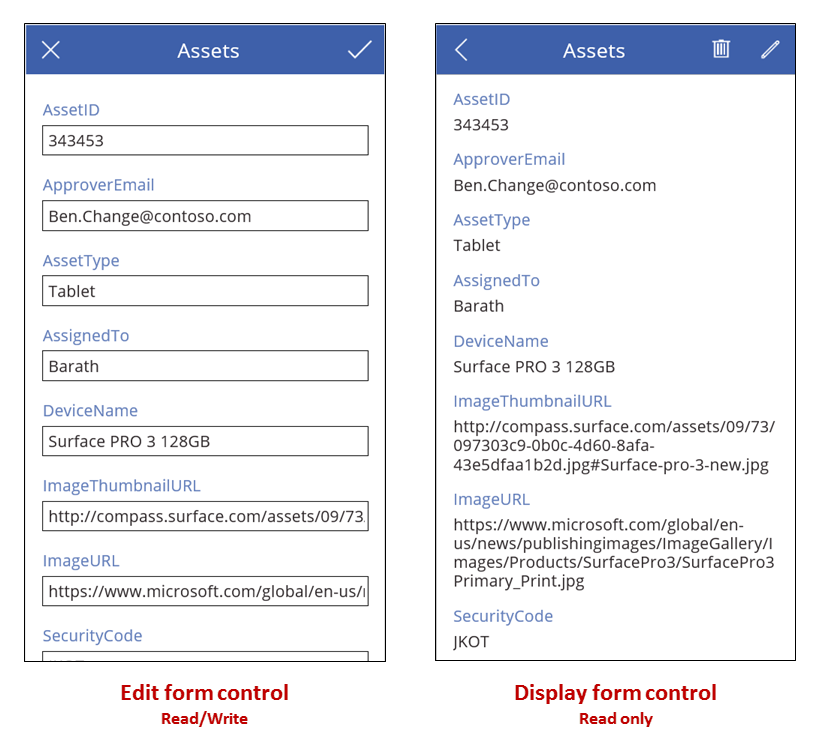 Assets
AssetID
343453
ApproverEmail
Ben.Change@contoso.com
AssetType
Tablet
AssignedTo
Barath
DeviceName
Surface PRO 3 128GB
ImageThumbnailURL
http://compass.surface.com/assets/09/73
ImageURL
https://www.microsoft.com/global/en-us/
SecurityCode
Edit form control
Read/Write
Assets
AssetID
343453
ApproverEmail
Ben.Change@contoso.com
AssetType
Tablet
AssignedTo
Barath
DeviceName
Surface PRO 3 128GB
ImageThumbnailURL
http://compass.surface.com/assets/09/73/
097303c9-0b0c-4d60-8afa-
43e5dfaa1b2d.jpg#Surface-pro-3-new.jpg
ImageURL
https://www.microsoft.com/global/en-
us/news/publishingimages/ImageGallery/I
mages/Products/SurfacePro3/SurfacePro3
Primary_Print.jpg
SecurityCode
JKOT
Display form control
Read only